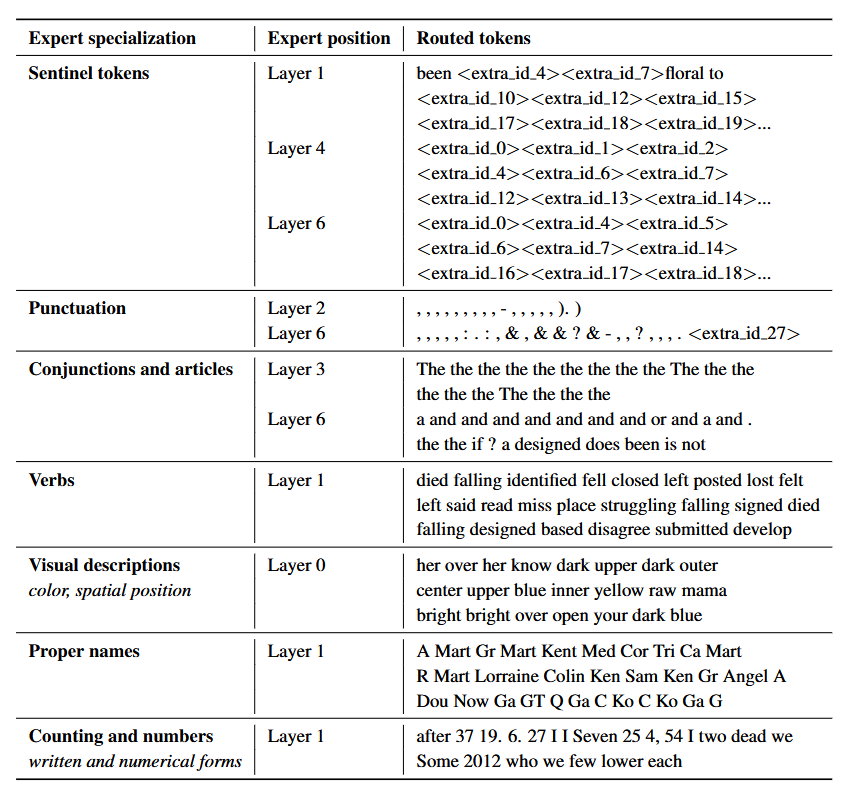 Expert specialization Expert position Routed tokens
Sentinel tokens Layer 1 been <extra_id_4><extra_id_7>floral to
<extra_id_10><extra_id_12><extra_id_15>
<extra_id_17><extra_id_18><extra_id_19>...
Layer 4 <extra_id_0><extra_id_1><extra_id_2>
<extra_id_4><extra_id_6><extra_id_7>
<extra_id_12><extra_id_13><extra_id_14>...
Layer 6 <extra_id_0><extra_id_4><extra_id_5>
<extra_id_6><extra_id_7><extra_id_14>
<extra_id_16><extra_id_17><extra_id_18>...
Punctuation Layer 2 , , , , , , , , , - , , , , , ). )
Layer 6 , , , , , : . : , & , & & ? & - , , ? , , , . <extra_id_27>
Conjunctions and articles Layer 3 The the the the the the the the the The the the
the the the The the the the
Layer 6 a and and and and and and and or and a and .
the the if ? a designed does been is not
Verbs Layer 1 died falling identified fell closed left posted lost felt
left said read miss place struggling falling signed died
falling designed based disagree submitted develop
Visual descriptions Layer 0 her over her know dark upper dark outer
color, spatial position center upper blue inner yellow raw mama
bright bright over open your dark blue
Proper names Layer 1 A Mart Gr Mart Kent Med Cor Tri Ca Mart
R Mart Lorraine Colin Ken Sam Ken Gr Angel A
Dou Now Ga GT Q Ga C Ko C Ko Ga G
Counting and numbers Layer 1 after 37 19. 6. 27 I I Seven 25 4, 54 I two dead we
written and numerical forms Some 2012 who we few lower each